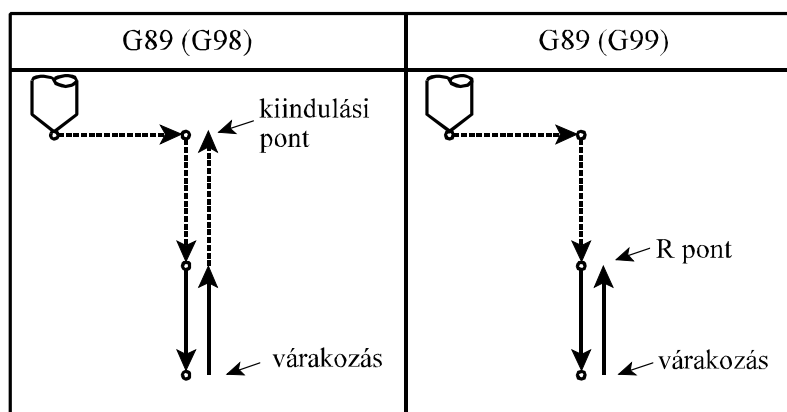 G89 (G98)
kiindulási
pont
várakozás
G89 (G99)
R pont
várakozás